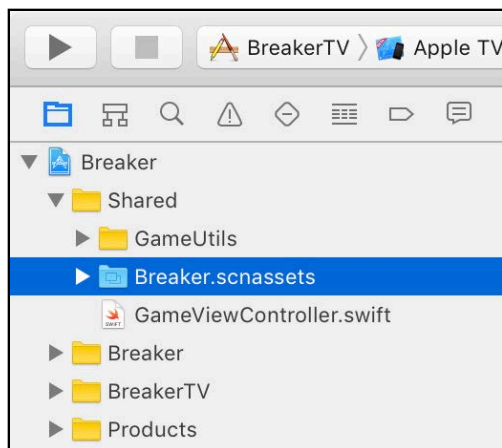 BreakerTV 〉 Apple TV
Breaker
Shared
GameUtils
Breaker.scnassets
GameViewController.swift
Breaker
BreakerTV
Products